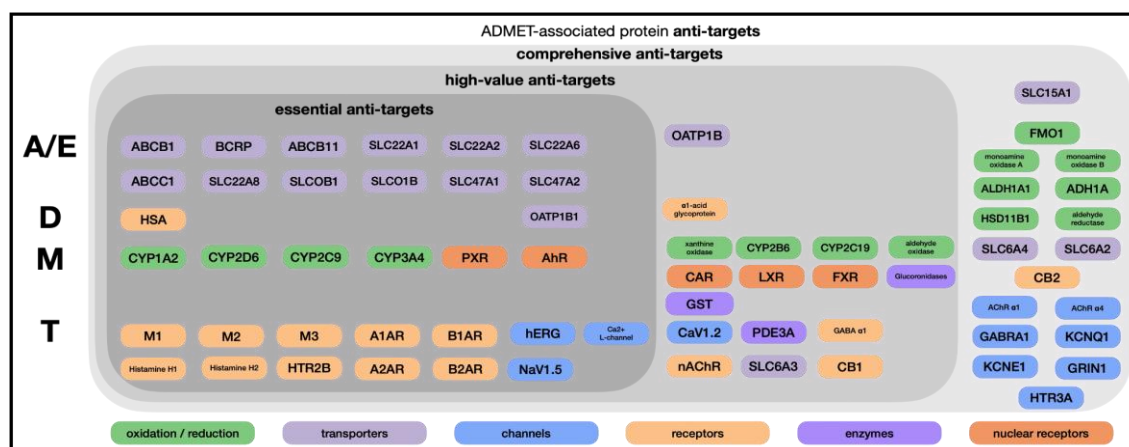 ADMET-associated protein anti-targets
comprehensive anti-targets
high-value anti-targets
essential anti-targets
SLC15A1
A/E
ABCB1 BCRP ABCB11 SLC22A1 SLC22A2 SLC22A6 OATP1B
FMO1
ABCC1 SLC22A8 SLCOB1 SLCO1B SLC47A1 SLC47A2
monoamine oxidase A monoamine oxidase B
ALDH1A1 ADH1A
D
HSA OATP1B1 α1-acid glycoprotein
HSD11B1 aldehyde reductase
M
CYP1A2 CYP2D6 CYP2C9 CYP3A4 PXR AhR xanthine oxidase CYP2B6 CYP2C19 aldehyde oxidase
SLC6A4 SLC6A2
CAR LXR FXR Glucoronidases
CB2
GST
AChR α1 AChR α4
T
M1 M2 M3 A1AR B1AR hERG Ca2+ L-channel CaV1.2 PDE3A GABA α1
GABRA1 KCNQ1
Histamine H1 Histamine H2 HTR2B A2AR B2AR NaV1.5 nAChR SLC6A3 CB1
KCNE1 GRIN1
HTR3A
oxidation / reduction transporters channels receptors enzymes nuclear receptors